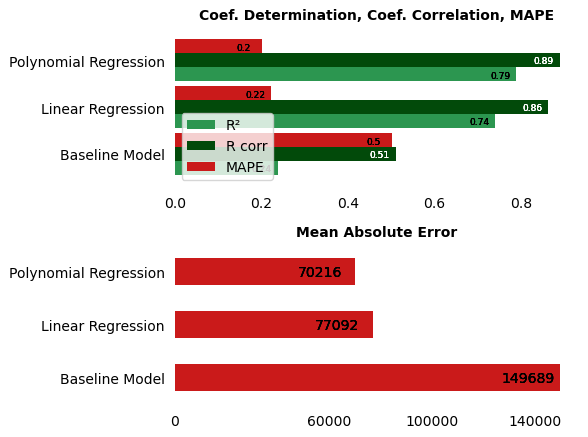 Coef. Determination, Coef. Correlation, MAPE
Polynomial Regression
0.2
0.89
0.79
Linear Regression
0.22
0.86
0.74
Baseline Model
0.5
0.51
R²
R corr
MAPE
0.0 0.2 0.4 0.6 0.8
Mean Absolute Error
Polynomial Regression 70216
Linear Regression 77092
Baseline Model 149689
0 60000 100000 140000